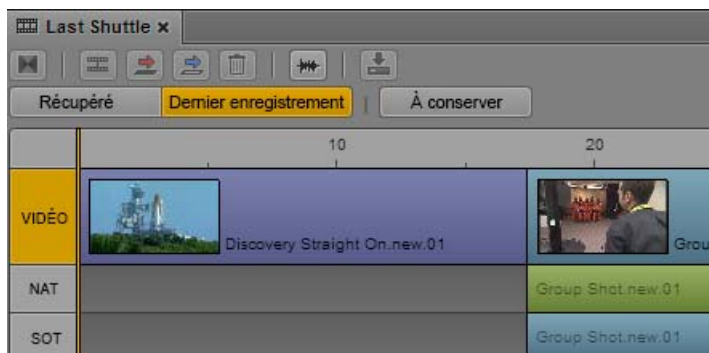 Last Shuttle x
Récupéré Dernier enregistrement | À conserver
10 20
VIDÉO Discovery Straight On.new.01 Grou
NAT Group Shot.new.01
SOT Group Shot.new.01